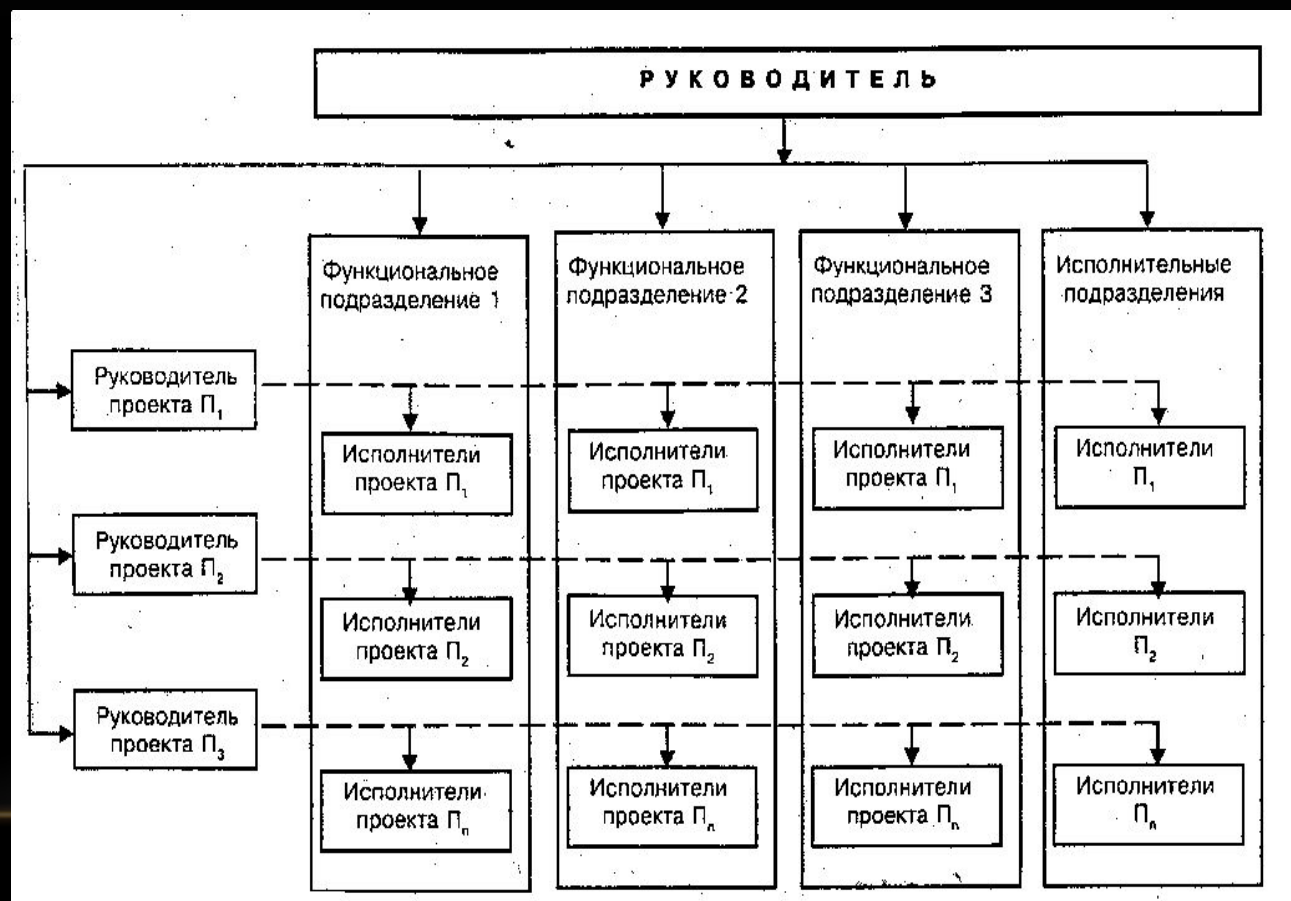 РУКОВОДИТЕЛЬ
Функциональное
подразделение 1
Функциональное
подразделение 2
Функциональное
подразделение 3
Исполнительные
подразделения
Руководитель
проекта П₁
Исполнители
проекта П₁
Исполнители
проекта П₁
Исполнители
проекта П₁
Исполнители
П₁
Руководитель
проекта П₂
Исполнители
проекта П₂
Исполнители
проекта П₂
Исполнители
проекта П₂
Исполнители
П₂
Руководитель
проекта П₃
Исполнители
проекта Пₙ
Исполнители
проекта Пₙ
Исполнители
проекта Пₙ
Исполнители
Пₙ